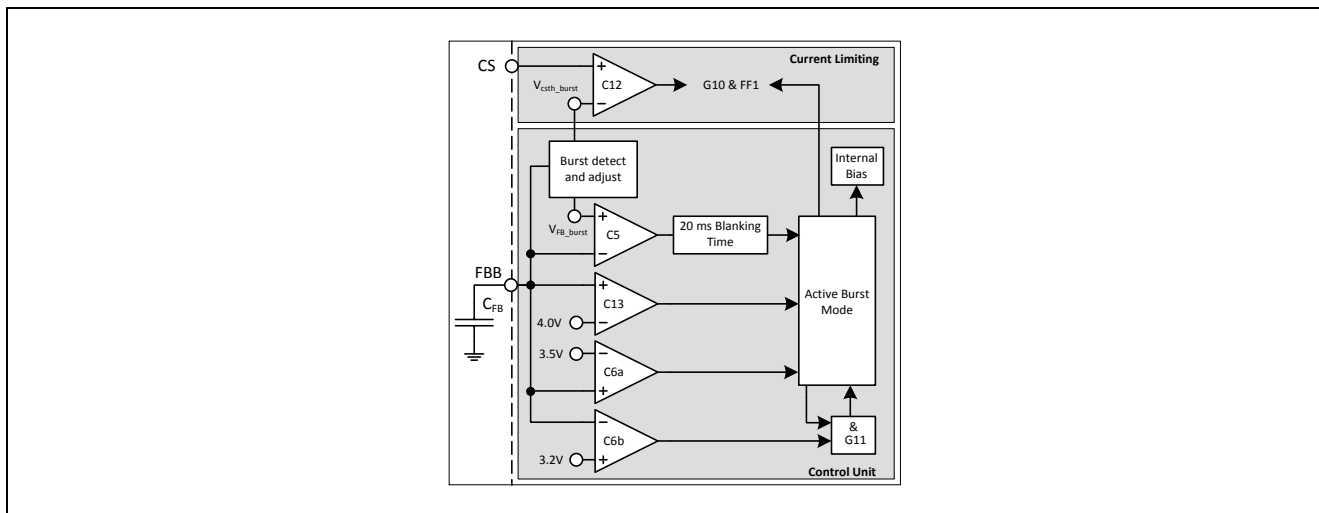 Current Limiting
CS
+
C12
−
G10 & FF1
Vcsth_burst
Burst detect
and adjust
Internal
Bias
+
C5
−
VFB_burst
20 ms Blanking
Time
FBB
CFB
+
C13
−
4.0V
Active Burst
Mode
3.5V
−
C6a
+
−
C6b
+
3.2V
&
G11
Control Unit